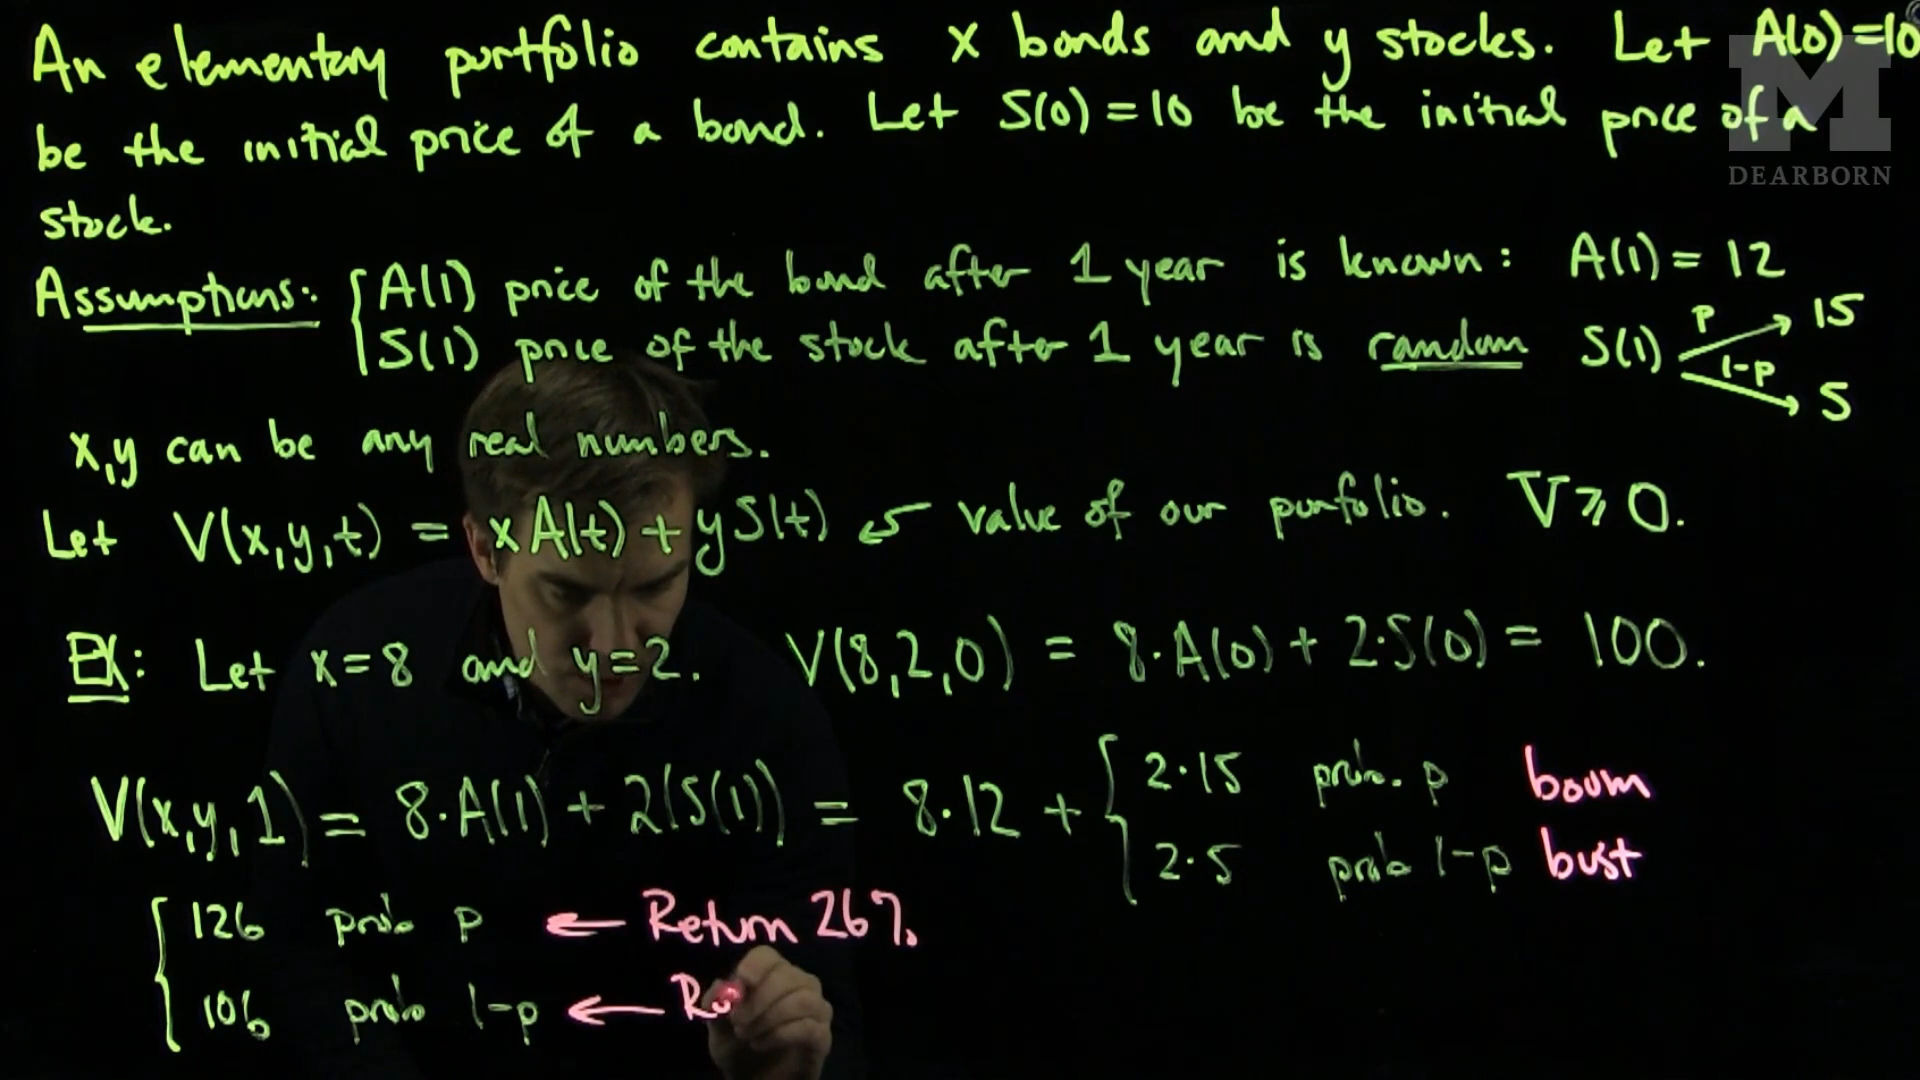 An elementary portfolio contains x bonds and y stocks. Let A(0)=10
be the initial price of a bond. Let S(0)=10 be the initial price of a
stock.
M
DEARBORN
Assumptions: { A(1) price of the bond after 1 year is known: A(1) = 12
S(1) price of the stock after 1 year is random S(1) p 15
1-p 5
x,y can be any real numbers.
Let V(x,y,t) = xA(t) + yS(t) ← value of our portfolio. V ≥ 0.
EX: Let x=8 and y=2. V(8,2,0) = 8·A(0) + 2·S(0) = 100.
V(x,y,1) = 8·A(1) + 2(S(1)) = 8·12 + { 2·15 prob. p boom
2·5 prob 1-p bust
{ 126 prob p ← Return 26%
106 prob 1-p ← R